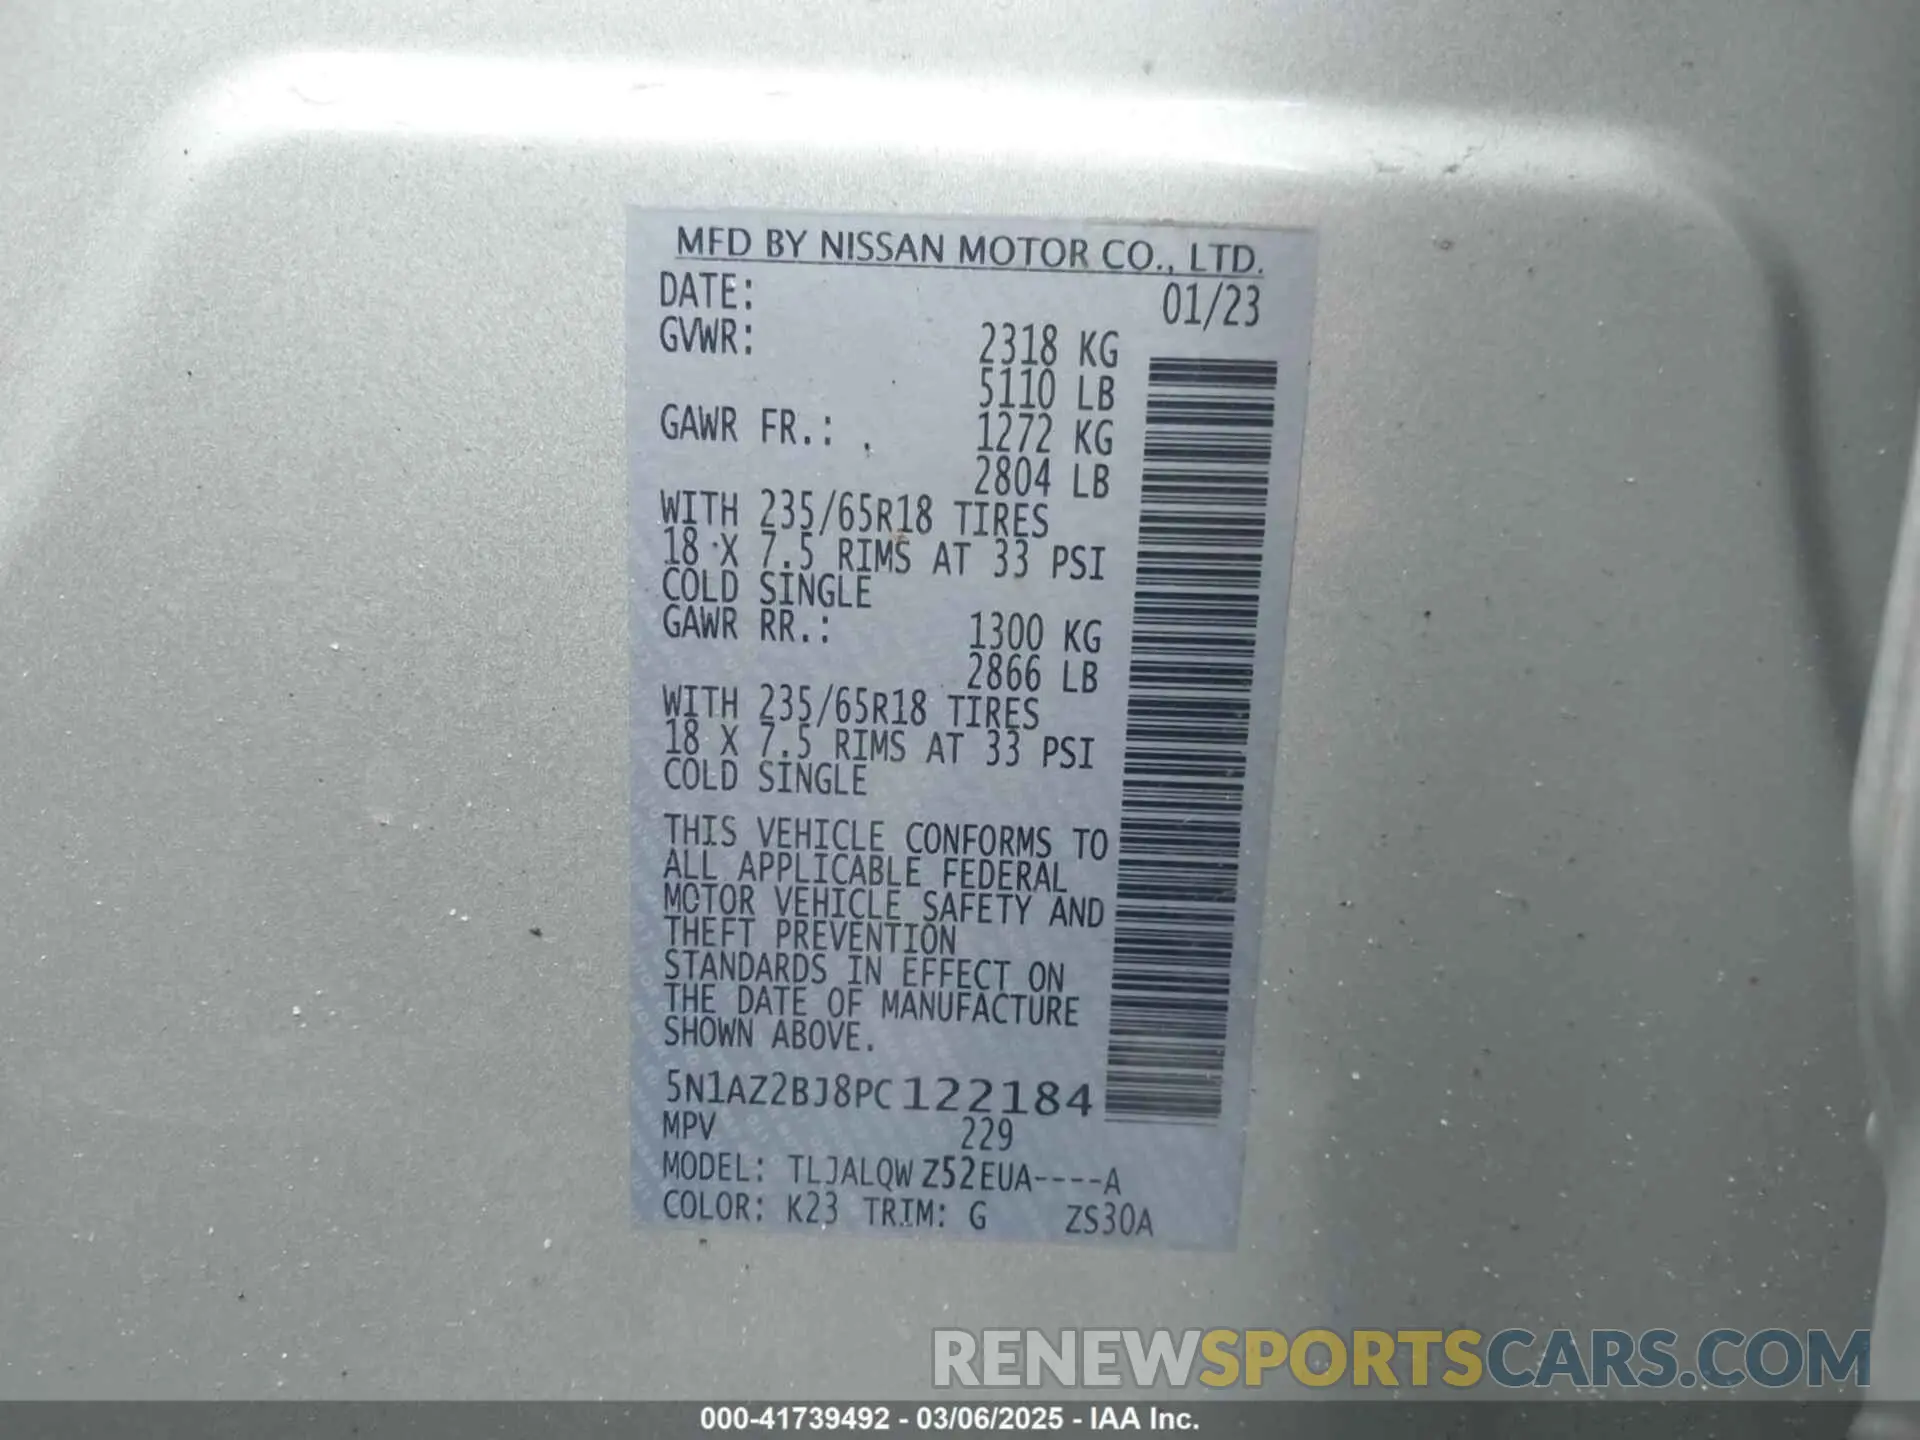 MFD BY NISSAN MOTOR CO., LTD.
DATE: 01/23
GVWR: 2318 KG
5110 LB
GAWR FR.: 1272 KG
2804 LB
WITH 235/65R18 TIRES
18 X 7.5 RIMS AT 33 PSI
COLD SINGLE
GAWR RR.: 1300 KG
2866 LB
WITH 235/65R18 TIRES
18 X 7.5 RIMS AT 33 PSI
COLD SINGLE
THIS VEHICLE CONFORMS TO
ALL APPLICABLE FEDERAL
MOTOR VEHICLE SAFETY AND
THEFT PREVENTION
STANDARDS IN EFFECT ON
THE DATE OF MANUFACTURE
SHOWN ABOVE.
5N1AZ2BJ8PC122184
MPV 229
MODEL: TLJALQW Z52EUA----A
COLOR: K23 TRIM: G ZS30A
RENEWSPORTSCARS.COM
000-41739492 - 03/06/2025 - IAA Inc.